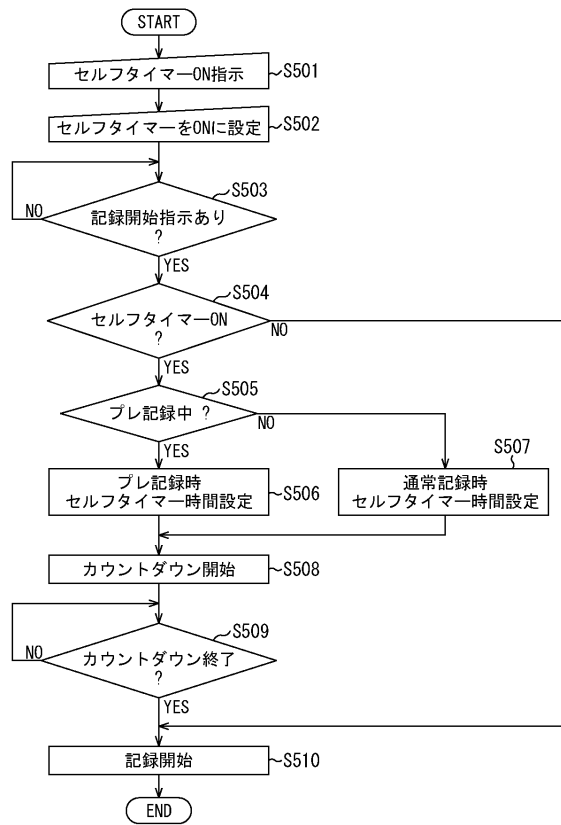 START
セルフタイマーON指示
S501
セルフタイマーをONに設定
S502
S503
記録開始指示あり
?
NO
YES
S504
セルフタイマーON
?
NO
YES
S505
プレ記録中 ?
NO
YES
プレ記録時
セルフタイマー時間設定
S506
S507
通常記録時
セルフタイマー時間設定
カウントダウン開始
S508
S509
カウントダウン終了
?
NO
YES
記録開始
S510
END